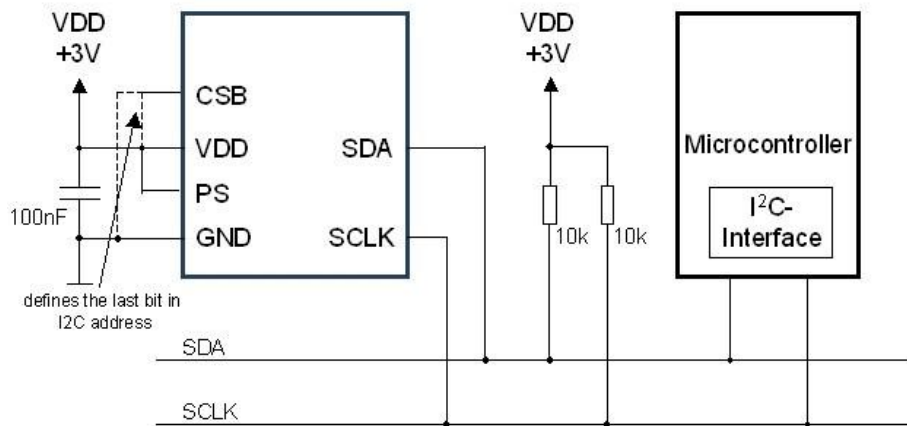 VDD
+3V
CSB
VDD
PS
GND
SDA
SCLK
100nF
defines the last bit in
I2C address
VDD
+3V
10k
10k
Microcontroller
I²C-
Interface
SDA
SCLK